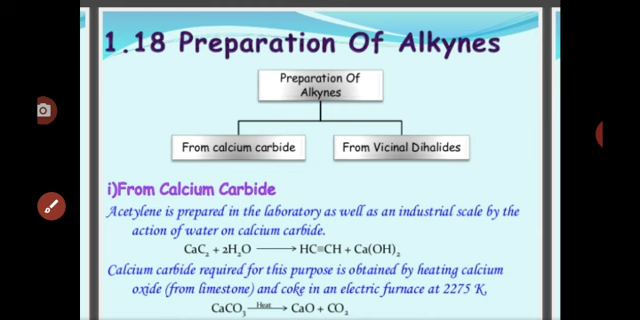 1.18 Preparation Of Alkynes
Preparation Of
Alkynes
From calcium carbide
From Vicinal Dihalides
i)From Calcium Carbide
Acetylene is prepared in the laboratory as well as an industrial scale by the
action of water on calcium carbide.
CaC₂ + 2H₂O ⟶ HC≡CH + Ca(OH)₂
Calcium carbide required for this purpose is obtained by heating calcium
oxide (from limestone) and coke in an electric furnace at 2275 K,
CaCO₃ —Heat→ CaO + CO₂